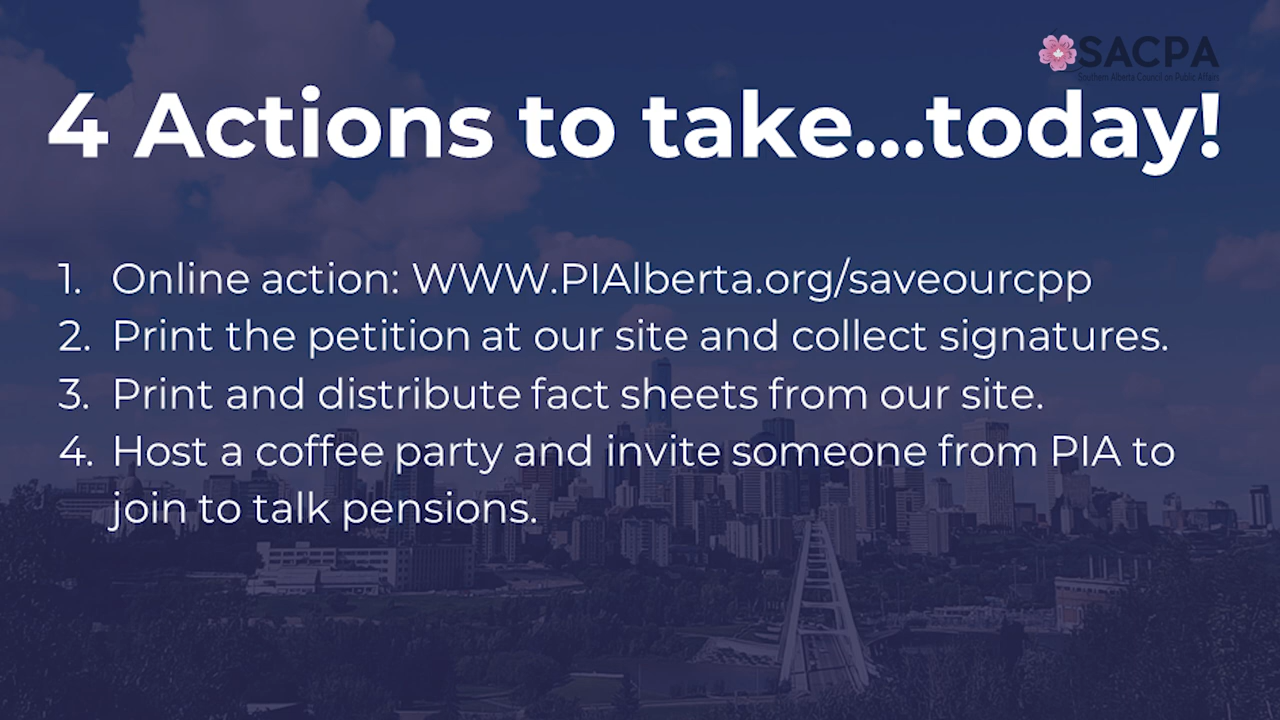 SACPA
Southern Alberta Council on Public Affairs
4 Actions to take...today!
1. Online action: WWW.PIAlberta.org/saveourcpp
2. Print the petition at our site and collect signatures.
3. Print and distribute fact sheets from our site.
4. Host a coffee party and invite someone from PIA to
join to talk pensions.